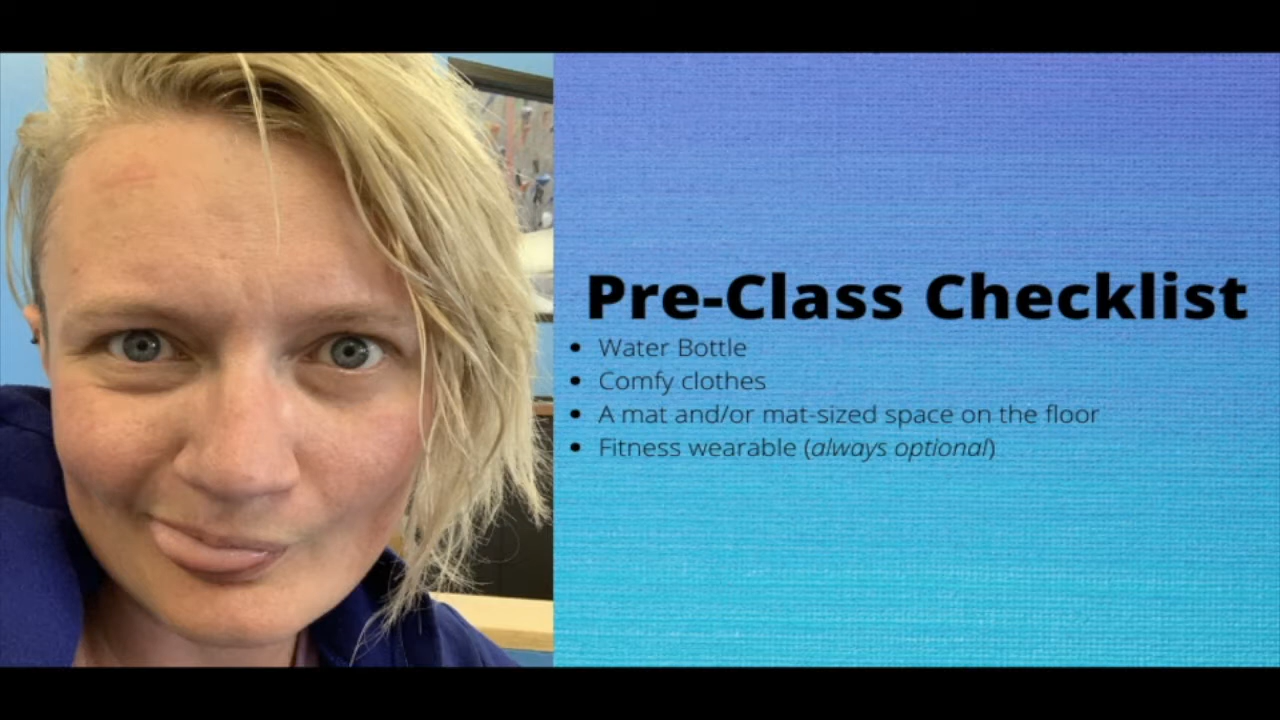 Pre-Class Checklist
• Water Bottle
• Comfy clothes
• A mat and/or mat-sized space on the floor
• Fitness wearable (always optional)